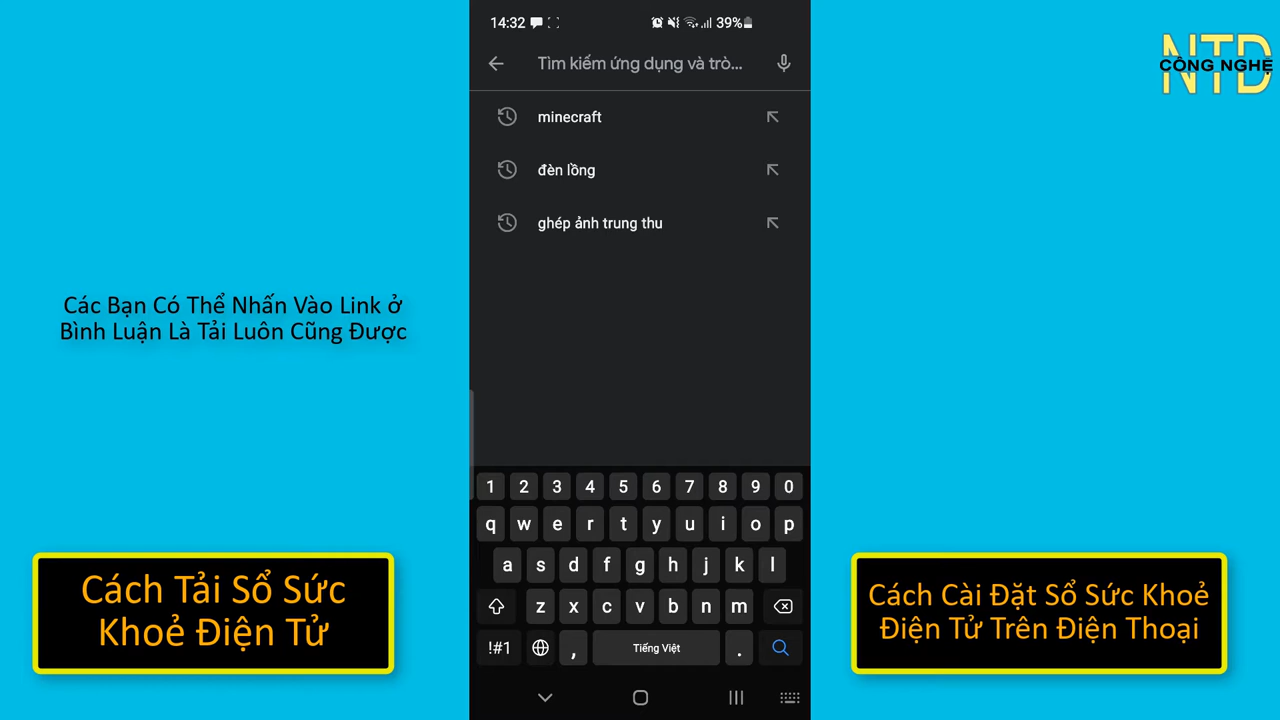 14:32
39%
Tìm kiếm ứng dụng và trò...
minecraft
đèn lồng
ghép ảnh trung thu
NTD
CÔNG NGHỆ
Các Bạn Có Thể Nhấn Vào Link ở
Bình Luận Là Tải Luôn Cũng Được
1 2 3 4 5 6 7 8 9 0
q w e r t y u i o p
a s d f g h j k l
z x c v b n m
!#1 , Tiếng Việt .
Cách Tải Sổ Sức
Khoẻ Điện Tử
Cách Cài Đặt Sổ Sức Khoẻ
Điện Tử Trên Điện Thoại